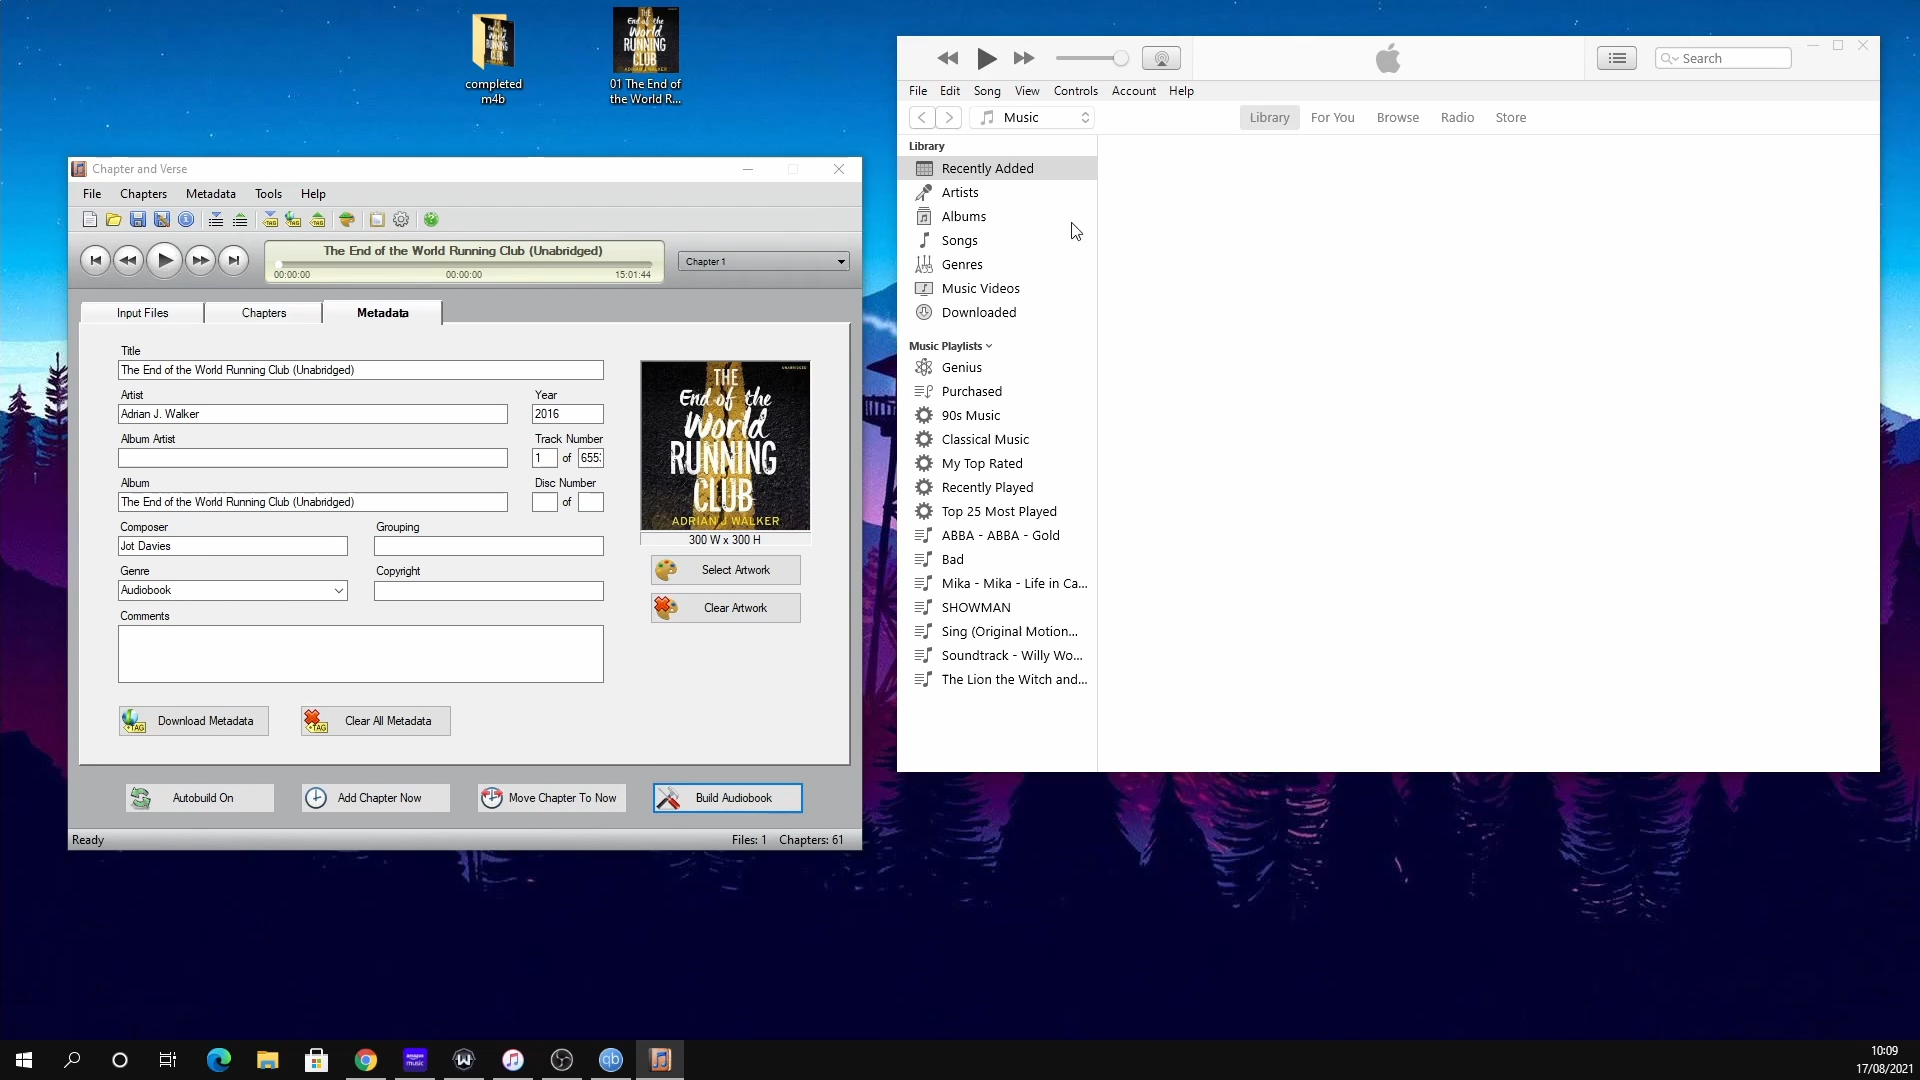 completed
m4b
01 The End of
the World R...
Chapter and Verse
File Chapters Metadata Tools Help
The End of the World Running Club (Unabridged)
00:00:00 00:00:00 15:01:44
Chapter 1
Input Files Chapters Metadata
Title
The End of the World Running Club (Unabridged)
Artist Year
Adrian J. Walker 2016
Album Artist Track Number
1 of 655
Album Disc Number
The End of the World Running Club (Unabridged) of
Composer Grouping
Jot Davies
Genre Copyright
Audiobook
Comments
UNABRIDGED
THE
End of the
World
RUNNING
CLUB
ADRIAN J WALKER
300 W x 300 H
Select Artwork
Clear Artwork
Download Metadata Clear All Metadata
Autobuild On Add Chapter Now Move Chapter To Now Build Audiobook
Ready Files: 1 Chapters: 61
Search
File Edit Song View Controls Account Help
Music Library For You Browse Radio Store
Library
Recently Added
Artists
Albums
Songs
Genres
Music Videos
Downloaded
Music Playlists
Genius
Purchased
90s Music
Classical Music
My Top Rated
Recently Played
Top 25 Most Played
ABBA - ABBA - Gold
Bad
Mika - Mika - Life in Ca...
SHOWMAN
Sing (Original Motion...
Soundtrack - Willy Wo...
The Lion the Witch and...
10:09
17/08/2021